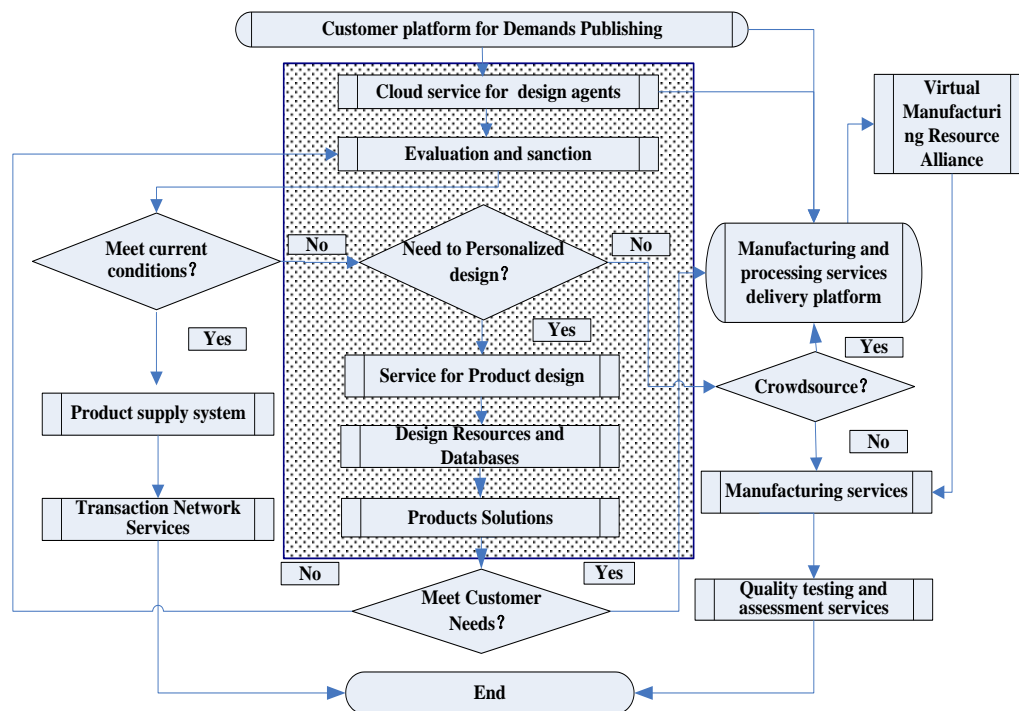 Customer platform for Demands Publishing
Cloud service for design agents
Virtual
Manufacturi
ng Resource
Alliance
Evaluation and sanction
Meet current
conditions？
No
Need to Personalized
design？
No
Manufacturing and
processing services
delivery platform
Yes
Yes
Yes
Service for Product design
Crowdsource？
Product supply system
Design Resources and
Databases
No
Manufacturing services
Transaction Network
Services
Products Solutions
No
Yes
Meet Customer
Needs？
Quality testing and
assessment services
End